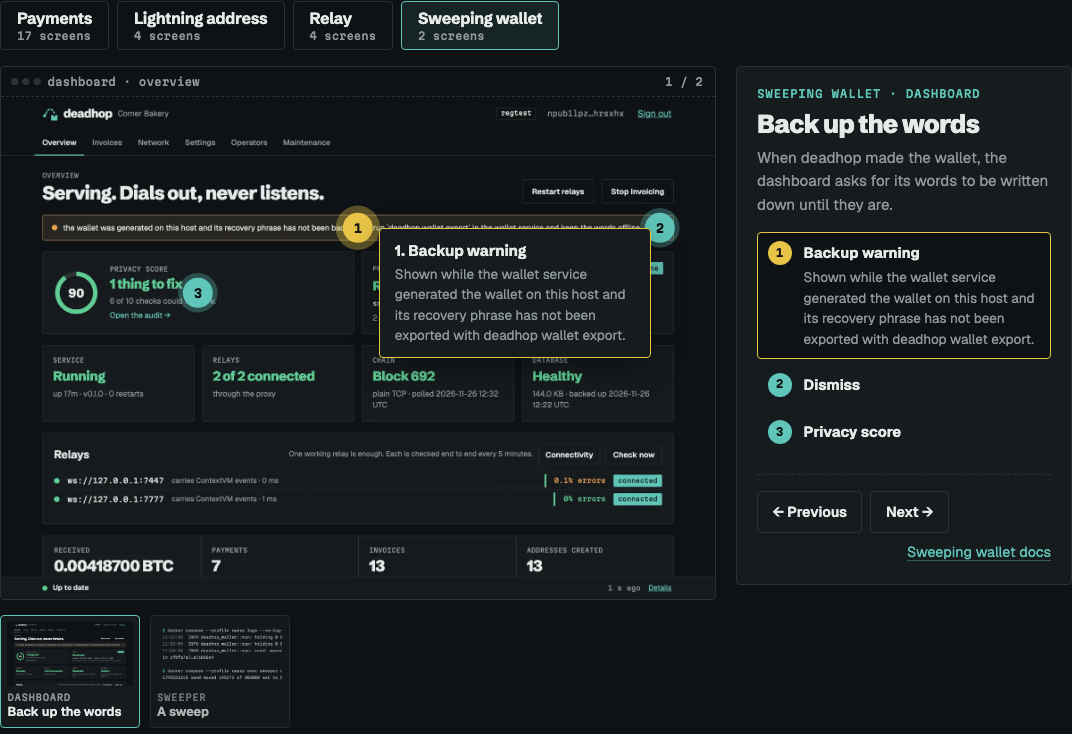 Payments
17 screens
Lightning address
4 screens
Relay
4 screens
Sweeping wallet
2 screens
dashboard · overview
1 / 2
deadhop Corner Bakery
regtest
npub1lpz…hrsxhx
Sign out
Overview
Invoices
Network
Settings
Operators
Maintenance
OVERVIEW
Serving. Dials out, never listens.
Restart relays
Stop invoicing
the wallet was generated on this host and its recovery phrase has not been
1
2
90
PRIVACY SCORE
1 thing to fix
6 of 10 checks could
Open the audit →
3
1. Backup warning
Shown while the wallet service
generated the wallet on this host and
its recovery phrase has not been
exported with deadhop wallet export.
SERVICE
Running
up 17m · v0.1.0 · 0 restarts
RELAYS
2 of 2 connected
through the proxy
CHAIN
Block 692
plain TCP · polled 2026-11-26 12:32
UTC
DATABASE
Healthy
144.0 KB · backed up 2026-11-26
12:22 UTC
Relays
One working relay is enough. Each is checked end to end every 5 minutes.
Connectivity
Check now
ws://127.0.0.1:7447 carries ContextVM events · 0 ms
0.1% errors
connected
ws://127.0.0.1:7777 carries ContextVM events · 1 ms
0% errors
connected
RECEIVED
0.00418700 BTC
PAYMENTS
7
INVOICES
13
ADDRESSES CREATED
13
Up to date
1 s ago
Details
SWEEPING WALLET · DASHBOARD
Back up the words
When deadhop made the wallet, the
dashboard asks for its words to be written
down until they are.
1
Backup warning
Shown while the wallet service
generated the wallet on this host and
its recovery phrase has not been
exported with deadhop wallet export.
2
Dismiss
3
Privacy score
← Previous
Next →
Sweeping wallet docs
DASHBOARD
Back up the words
SWEEPER
A sweep